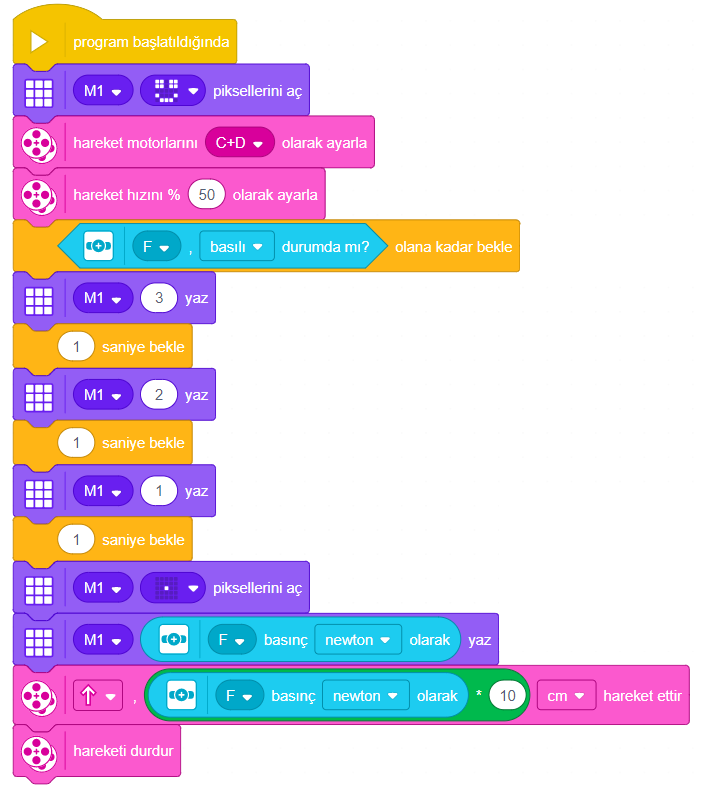 program başlatıldığında
M1 piksellerini aç
hareket motorlarını C+D olarak ayarla
hareket hızını % 50 olarak ayarla
F , basılı durumda mı? olana kadar bekle
M1 3 yaz
1 saniye bekle
M1 2 yaz
1 saniye bekle
M1 1 yaz
1 saniye bekle
M1 piksellerini aç
M1 F basınç newton olarak yaz
, F basınç newton olarak * 10 cm hareket ettir
hareketi durdur